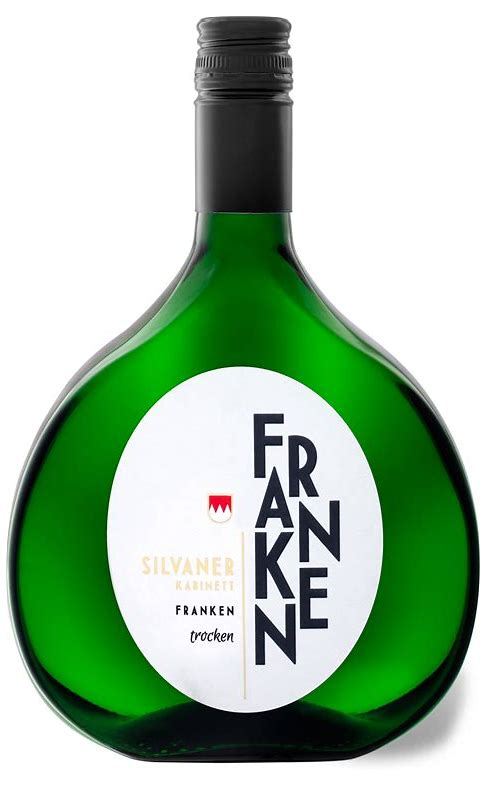 FRANKEN
SILVANER
KABINETT
FRANKEN
trocken